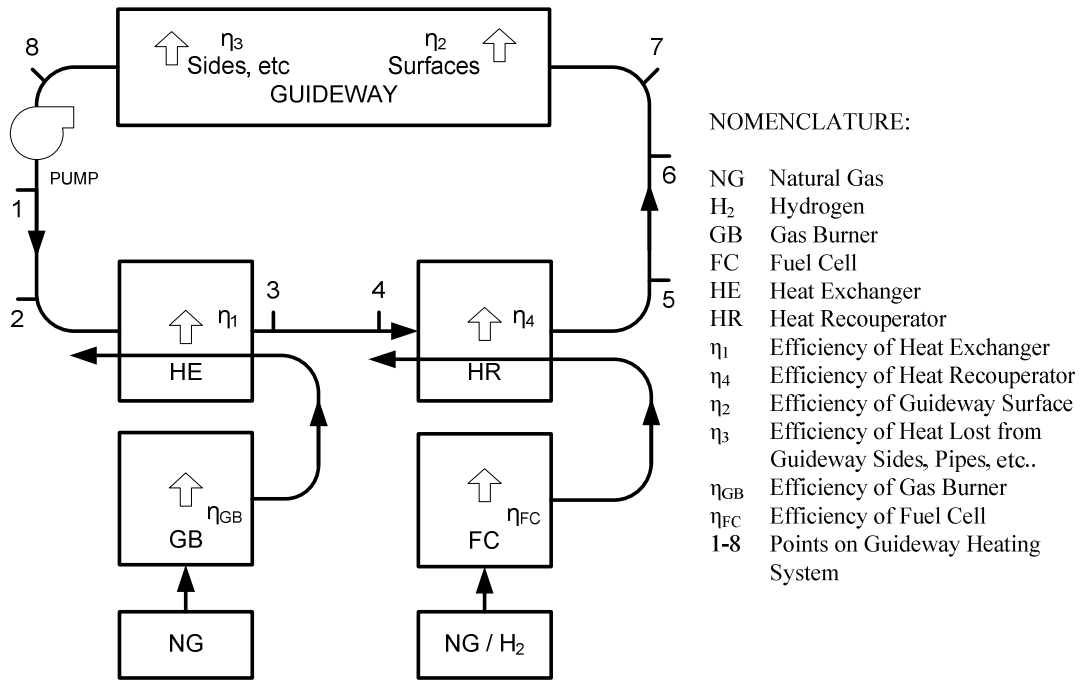 8
η3
Sides, etc
η2
Surfaces
GUIDEWAY
7
PUMP
1
6
2
5
η1
3
4
η4
HE
HR
ηGB
GB
ηFC
FC
NG
NG / H2
NOMENCLATURE:
NG Natural Gas
H2 Hydrogen
GB Gas Burner
FC Fuel Cell
HE Heat Exchanger
HR Heat Recouperator
η1 Efficiency of Heat Exchanger
η4 Efficiency of Heat Recouperator
η2 Efficiency of Guideway Surface
η3 Efficiency of Heat Lost from
Guideway Sides, Pipes, etc..
ηGB Efficiency of Gas Burner
ηFC Efficiency of Fuel Cell
1-8 Points on Guideway Heating
System